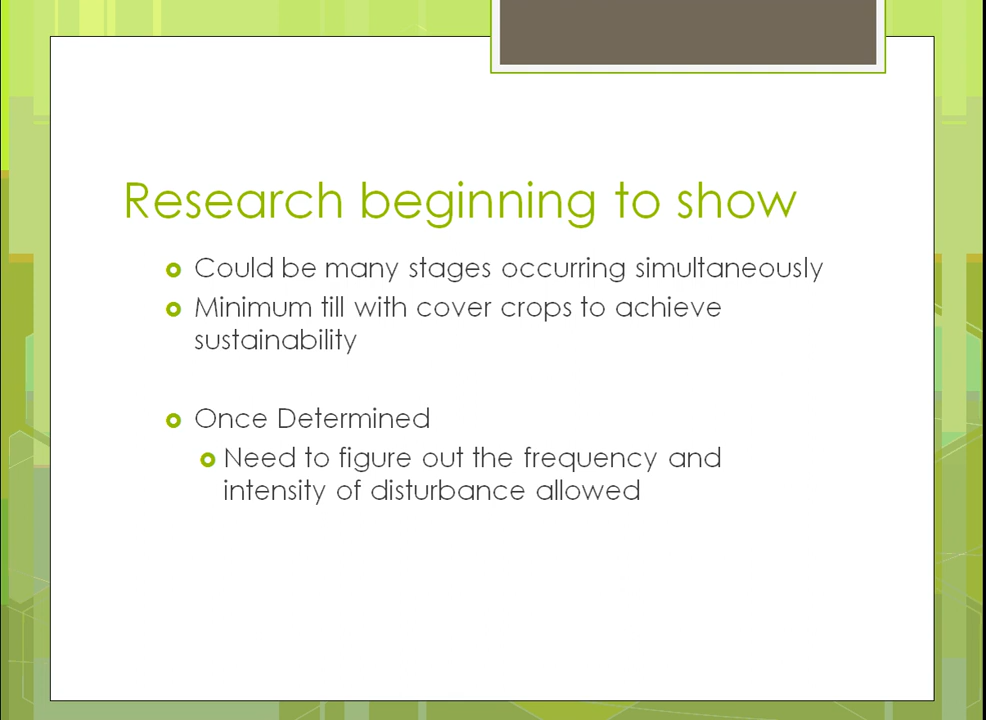 Research beginning to show
Could be many stages occurring simultaneously
Minimum till with cover crops to achieve
sustainability
Once Determined
Need to figure out the frequency and
intensity of disturbance allowed